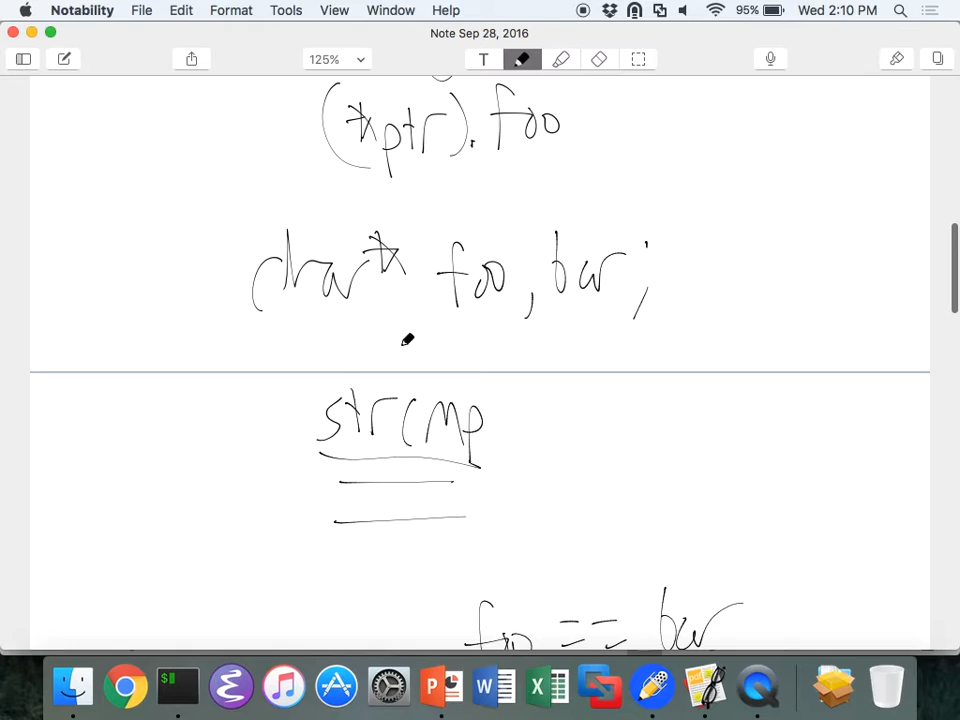 Notability File Edit Format Tools View Window Help 95% Wed 2:10 PM
Note Sep 28, 2016
125% T
(*ptr).foo
char* foo, bar;
strcmp
foo == bar